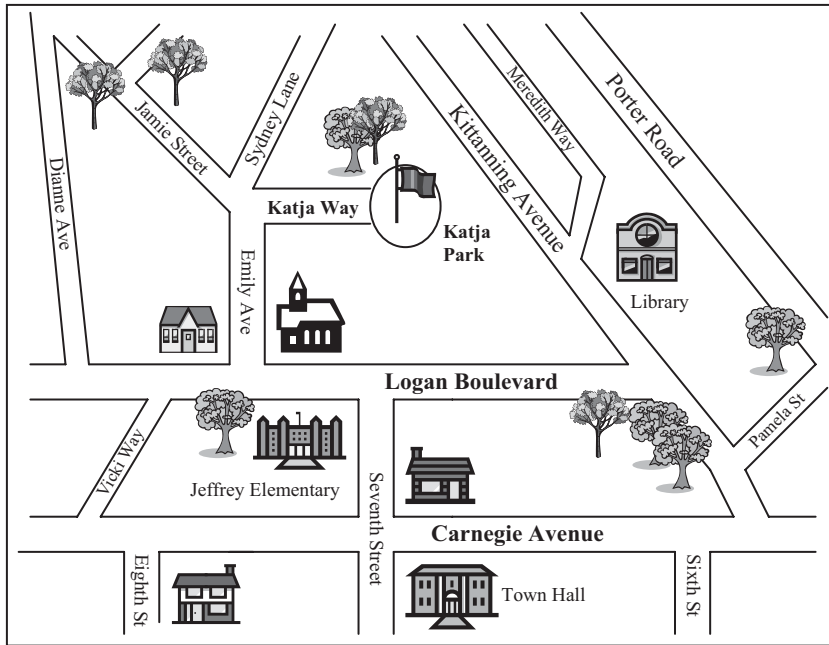 Sydney Lane
Meredith Way
Porter Road
Jamie Street
Kittanning Avenue
Dianne Ave
Katja Way
Katja
Park
Emily Ave
Library
Logan Boulevard
Pamela St
Vicki Way
Jeffrey Elementary
Seventh Street
Carnegie Avenue
Eighth St
Town Hall
Sixth St